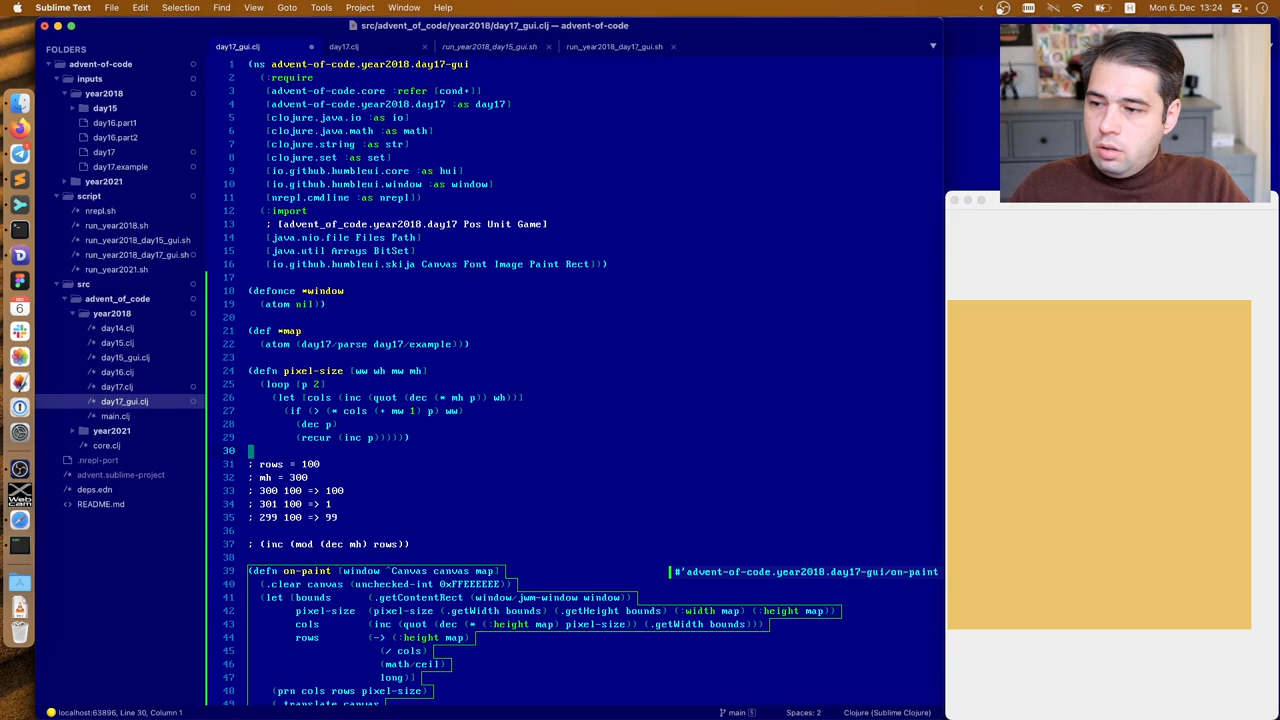 Sublime Text File Edit Selection Find View Goto Tools Project Window Help
Mon 6. Dec 13:24
src/advent_of_code/year2018/day17_gui.clj — advent-of-code
FOLDERS
advent-of-code
inputs
year2018
day15
day16.part1
day16.part2
day17
day17.example
year2021
script
nrepl.sh
run_year2018.sh
run_year2018_day15_gui.sh
run_year2018_day17_gui.sh
run_year2021.sh
src
advent_of_code
year2018
/* day14.clj
/* day15.clj
/* day15_gui.clj
/* day16.clj
/* day17.clj
/* day17_gui.clj
/* main.clj
year2021
/* core.clj
.nrepl-port
/* advent.sublime-project
deps.edn
<> README.md
day17_gui.clj
day17.clj
run_year2018_day15_gui.sh
run_year2018_day17_gui.sh
1 (ns advent-of-code.year2018.day17-gui
2 (:require
3 [advent-of-code.core :refer [cond+]]
4 [advent-of-code.year2018.day17 :as day17]
5 [clojure.java.io :as io]
6 [clojure.java.math :as math]
7 [clojure.string :as str]
8 [clojure.set :as set]
9 [io.github.humbleui.core :as hui]
10 [io.github.humbleui.window :as window]
11 [nrepl.cmdline :as nrepl])
12 (:import
13 ; [advent_of_code.year2018.day17 Pos Unit Game]
14 [java.nio.file Files Path]
15 [java.util Arrays BitSet]
16 [io.github.humbleui.skija Canvas Font Image Paint Rect]))
17
18 (defonce *window
19 (atom nil))
20
21 (def *map
22 (atom (day17/parse day17/example)))
23
24 (defn pixel-size [ww wh mw mh]
25 (loop [p 2]
26 (let [cols (inc (quot (dec (* mh p)) wh))]
27 (if (> (* cols (+ mw 1) p) ww)
28 (dec p)
29 (recur (inc p))))))
30
31 ; rows = 100
32 ; mh = 300
33 ; 300 100 => 100
34 ; 301 100 => 1
35 ; 299 100 => 99
36
37 ; (inc (mod (dec mh) rows))
38
39 (defn on-paint [window ^Canvas canvas map] #'advent-of-code.year2018.day17-gui/on-paint
40 (.clear canvas (unchecked-int 0xFFEEEEEE))
41 (let [bounds (.getContentRect (window/jwm-window window))
42 pixel-size (pixel-size (.getWidth bounds) (.getHeight bounds) (:width map) (:height map))
43 cols (inc (quot (dec (* (:height map) pixel-size)) (.getWidth bounds)))
44 rows (-> (:height map)
45 (/ cols)
46 (math/ceil)
47 long)]
48 (prn cols rows pixel-size)
49 (.translate canvas
localhost:63896, Line 30, Column 1
main 5
Spaces: 2
Clojure (Sublime Clojure)